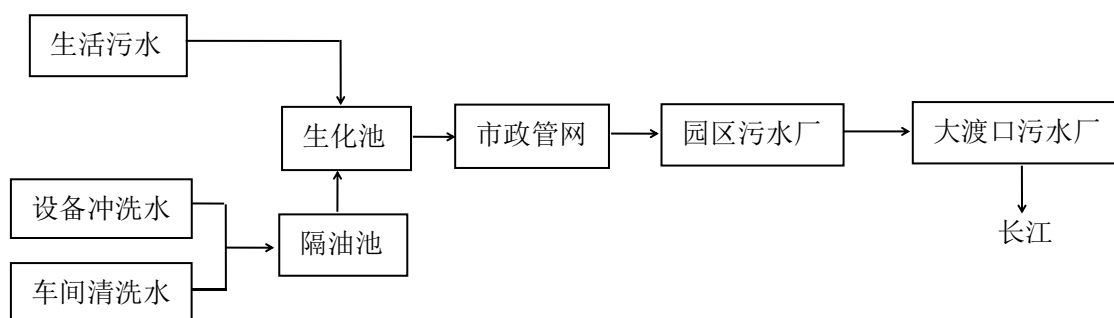 生活污水
生化池
市政管网
园区污水厂
大渡口污水厂
设备冲洗水
隔油池
长江
车间清洗水